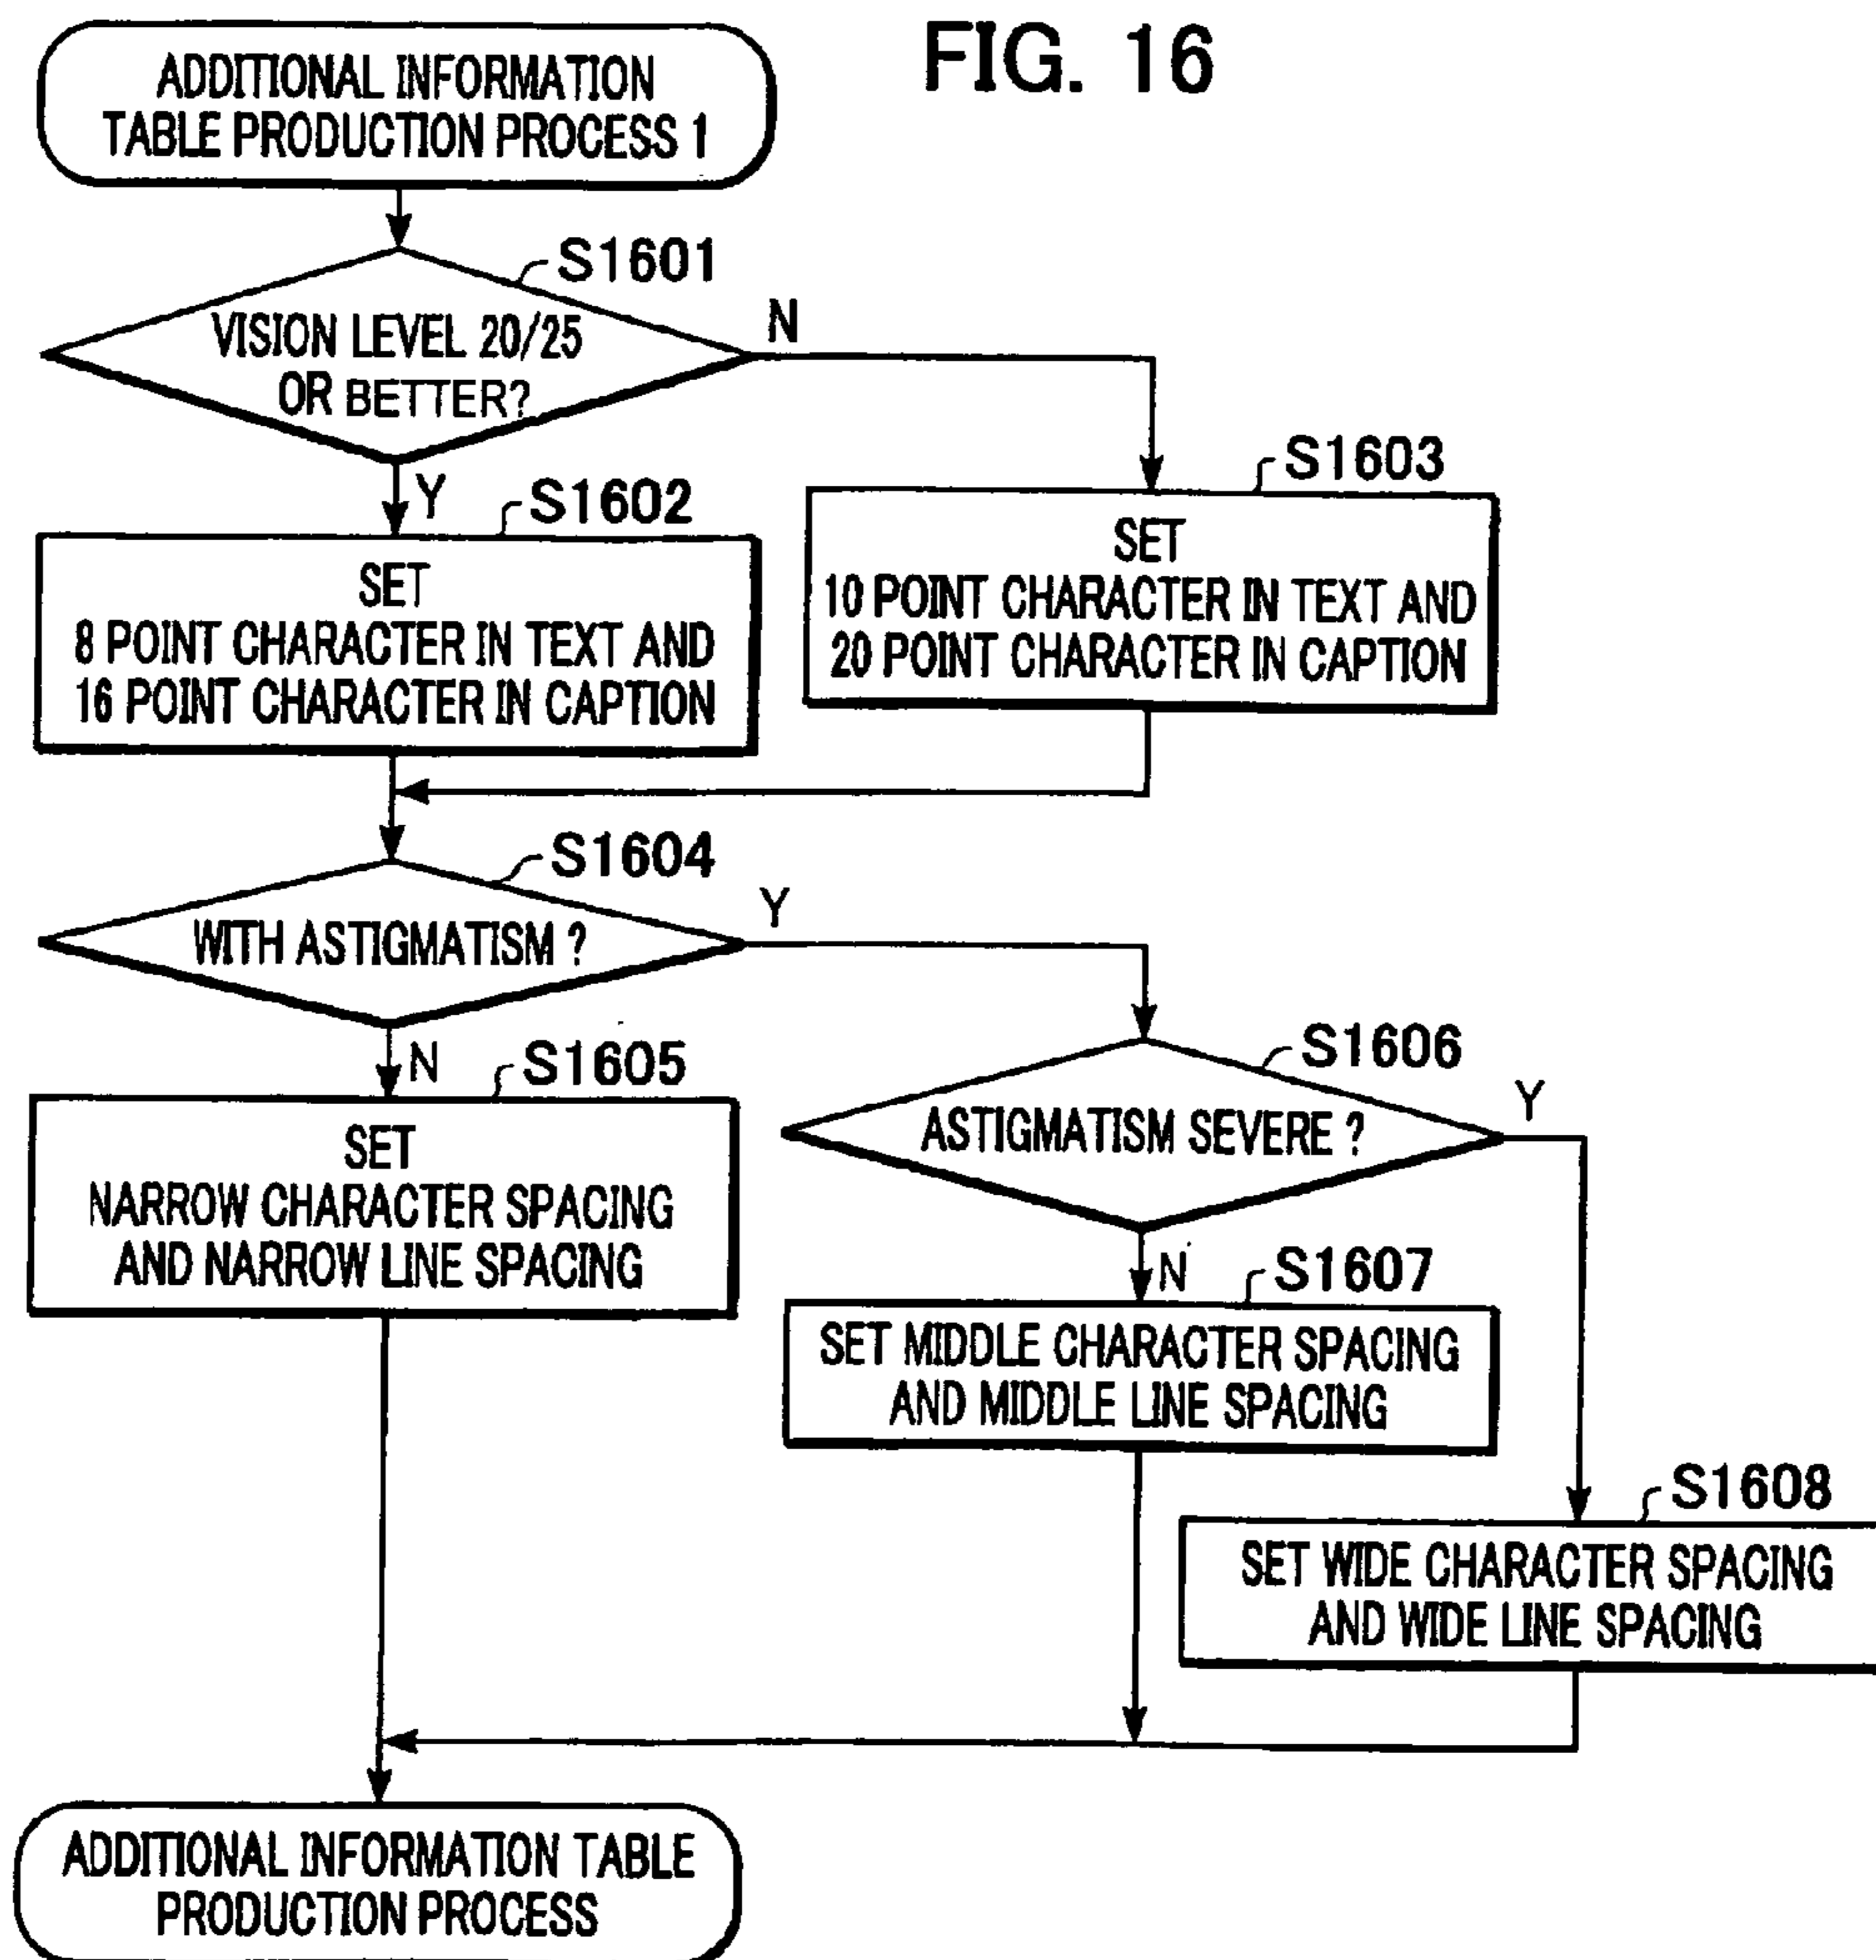 FIG. 16
ADDITIONAL INFORMATION
TABLE PRODUCTION PROCESS 1
S1601
VISION LEVEL 20/25
OR BETTER?
N
Y
S1602
SET
8 POINT CHARACTER IN TEXT AND
16 POINT CHARACTER IN CAPTION
S1603
SET
10 POINT CHARACTER IN TEXT AND
20 POINT CHARACTER IN CAPTION
S1604
WITH ASTIGMATISM ?
Y
N
S1605
SET
NARROW CHARACTER SPACING
AND NARROW LINE SPACING
S1606
ASTIGMATISM SEVERE ?
Y
N
S1607
SET MIDDLE CHARACTER SPACING
AND MIDDLE LINE SPACING
S1608
SET WIDE CHARACTER SPACING
AND WIDE LINE SPACING
ADDITIONAL INFORMATION TABLE
PRODUCTION PROCESS